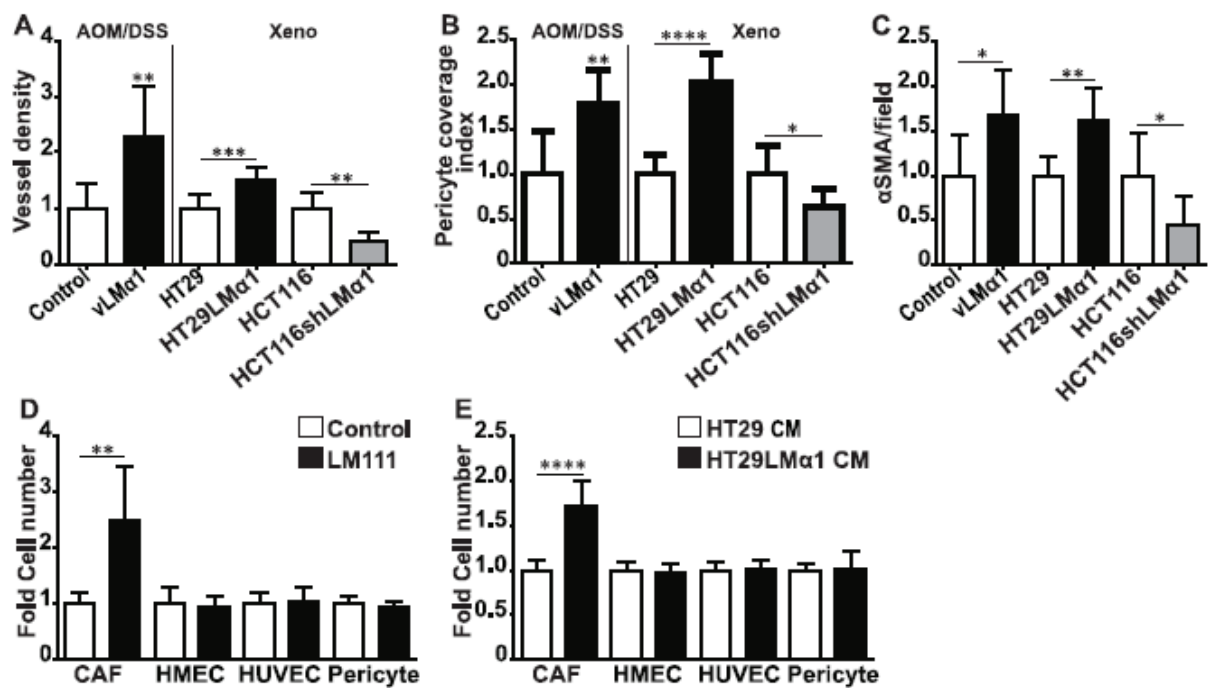 A AOM/DSS Xeno
Vessel density
4
3
2
1
0
** *** **
Control vLMα1 HT29 HT29LMα1 HCT116 HCT116shLMα1
B AOM/DSS Xeno
Pericyte coverage
index
2.5
2.0
1.5
1.0
0.5
0
** **** *
Control vLMα1 HT29 HT29LMα1 HCT116 HCT116shLMα1
C
αSMA/field
2.5
2.0
1.5
1.0
0.5
0
* ** *
Control vLMα1 HT29 HT29LMα1 HCT116 HCT116shLMα1
D
Fold Cell number
4
3
2
1
0
**
Control
LM111
CAF HMEC HUVEC Pericyte
E
Fold Cell number
2.5
2.0
1.5
1.0
0.5
0
****
HT29 CM
HT29LMα1 CM
CAF HMEC HUVEC Pericyte